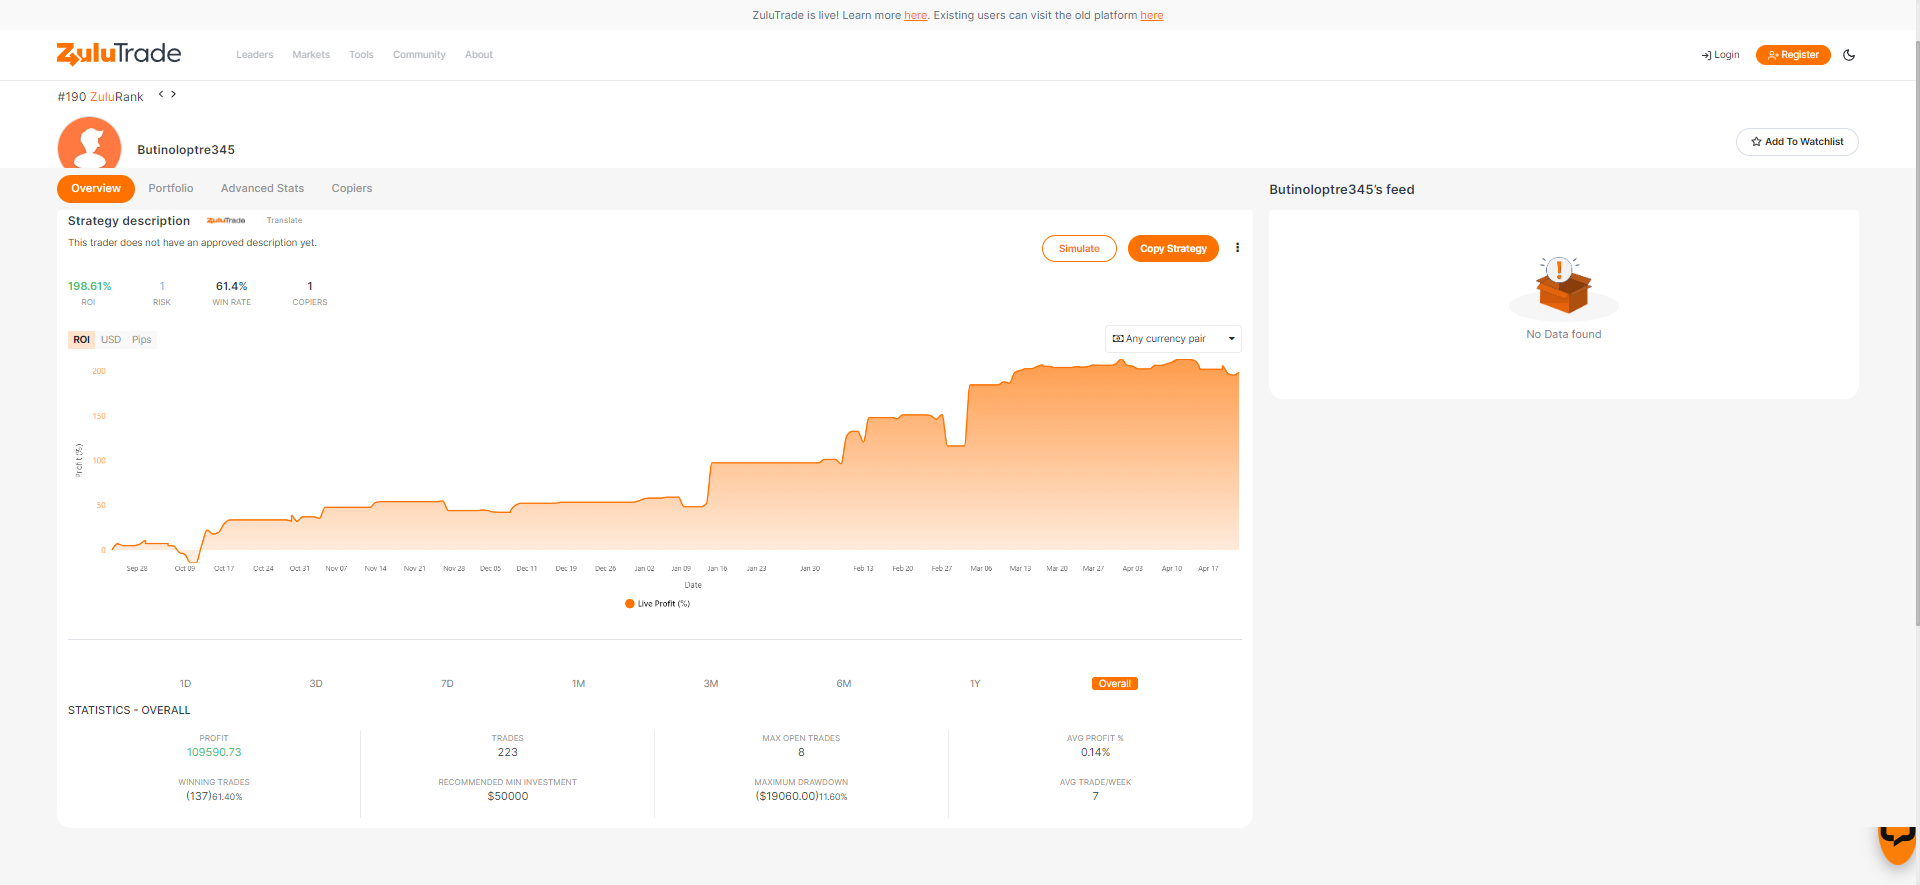 ZuluTrade is live! Learn more here. Existing users can visit the old platform here
ZuluTrade
Leaders Markets Tools Community About
Login Register
#190 ZuluRank < >
Butinoloptre345
Add To Watchlist
Overview Portfolio Advanced Stats Copiers
Butinoloptre345's feed
Strategy description ZuluTrade Translate
This trader does not have an approved description yet.
Simulate Copy Strategy
198.61% 1 61.4% 1
ROI RISK WIN RATE COPIERS
No Data found
ROI USD Pips
Any currency pair
200
150
100
50
0
Profit (%)
Sep 28 Oct 09 Oct 17 Oct 24 Oct 31 Nov 07 Nov 14 Nov 21 Nov 28 Dec 05 Dec 11 Dec 19 Dec 26 Jan 02 Jan 09 Jan 16 Jan 23 Jan 30 Feb 13 Feb 20 Feb 27 Mar 06 Mar 13 Mar 20 Mar 27 Apr 03 Apr 10 Apr 17
Date
Live Profit (%)
1D 3D 7D 1M 3M 6M 1Y Overall
STATISTICS - OVERALL
PROFIT TRADES MAX OPEN TRADES AVG PROFIT %
109590.73 223 8 0.14%
WINNING TRADES RECOMMENDED MIN INVESTMENT MAXIMUM DRAWDOWN AVG TRADE/WEEK
(137)61.40% $50000 ($19060.00)11.60% 7